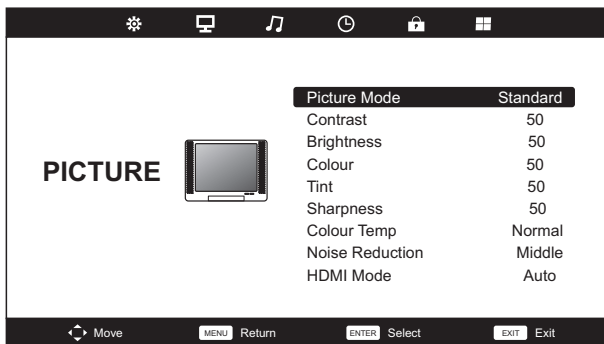 PICTURE
Picture Mode Standard
Contrast 50
Brightness 50
Colour 50
Tint 50
Sharpness 50
Colour Temp Normal
Noise Reduction Middle
HDMI Mode Auto
Move MENU Return ENTER Select EXIT Exit